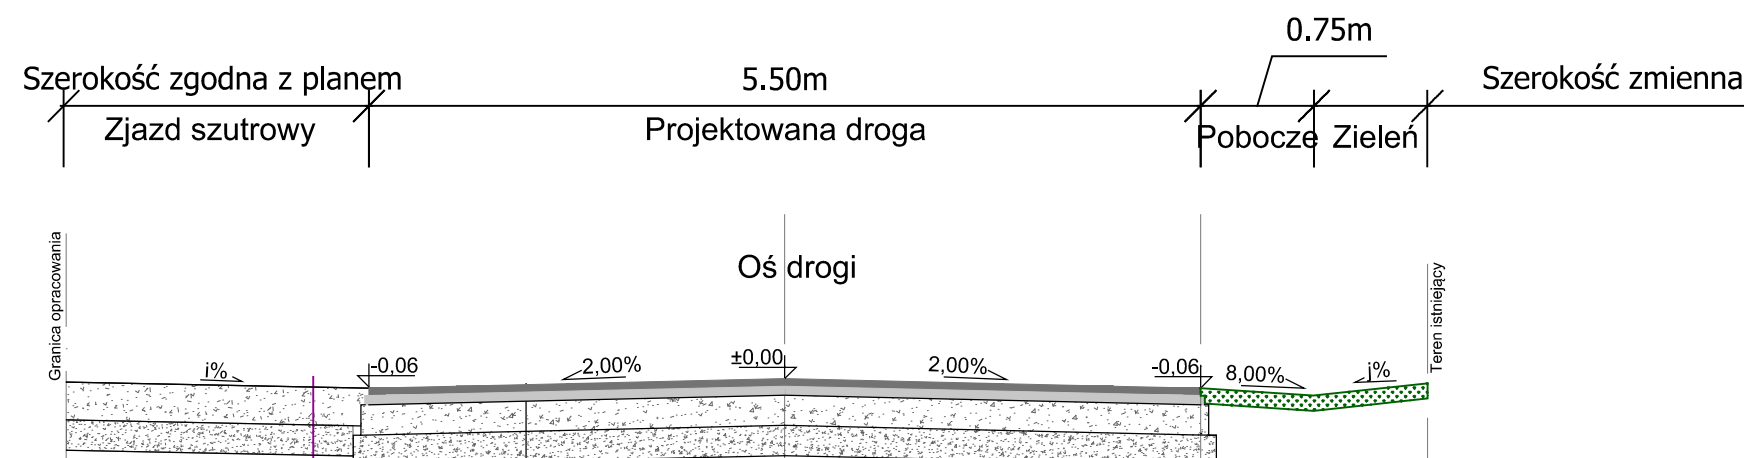 0.75m
Szerokość zgodna z planem
5.50m
Szerokość zmienna
Zjazd szutrowy
Projektowana droga
Pobocze
Zieleń
Granica opracowania
Oś drogi
Teren istniejący
i%
-0,06
2,00%
±0,00
2,00%
-0,06
8,00%
j%